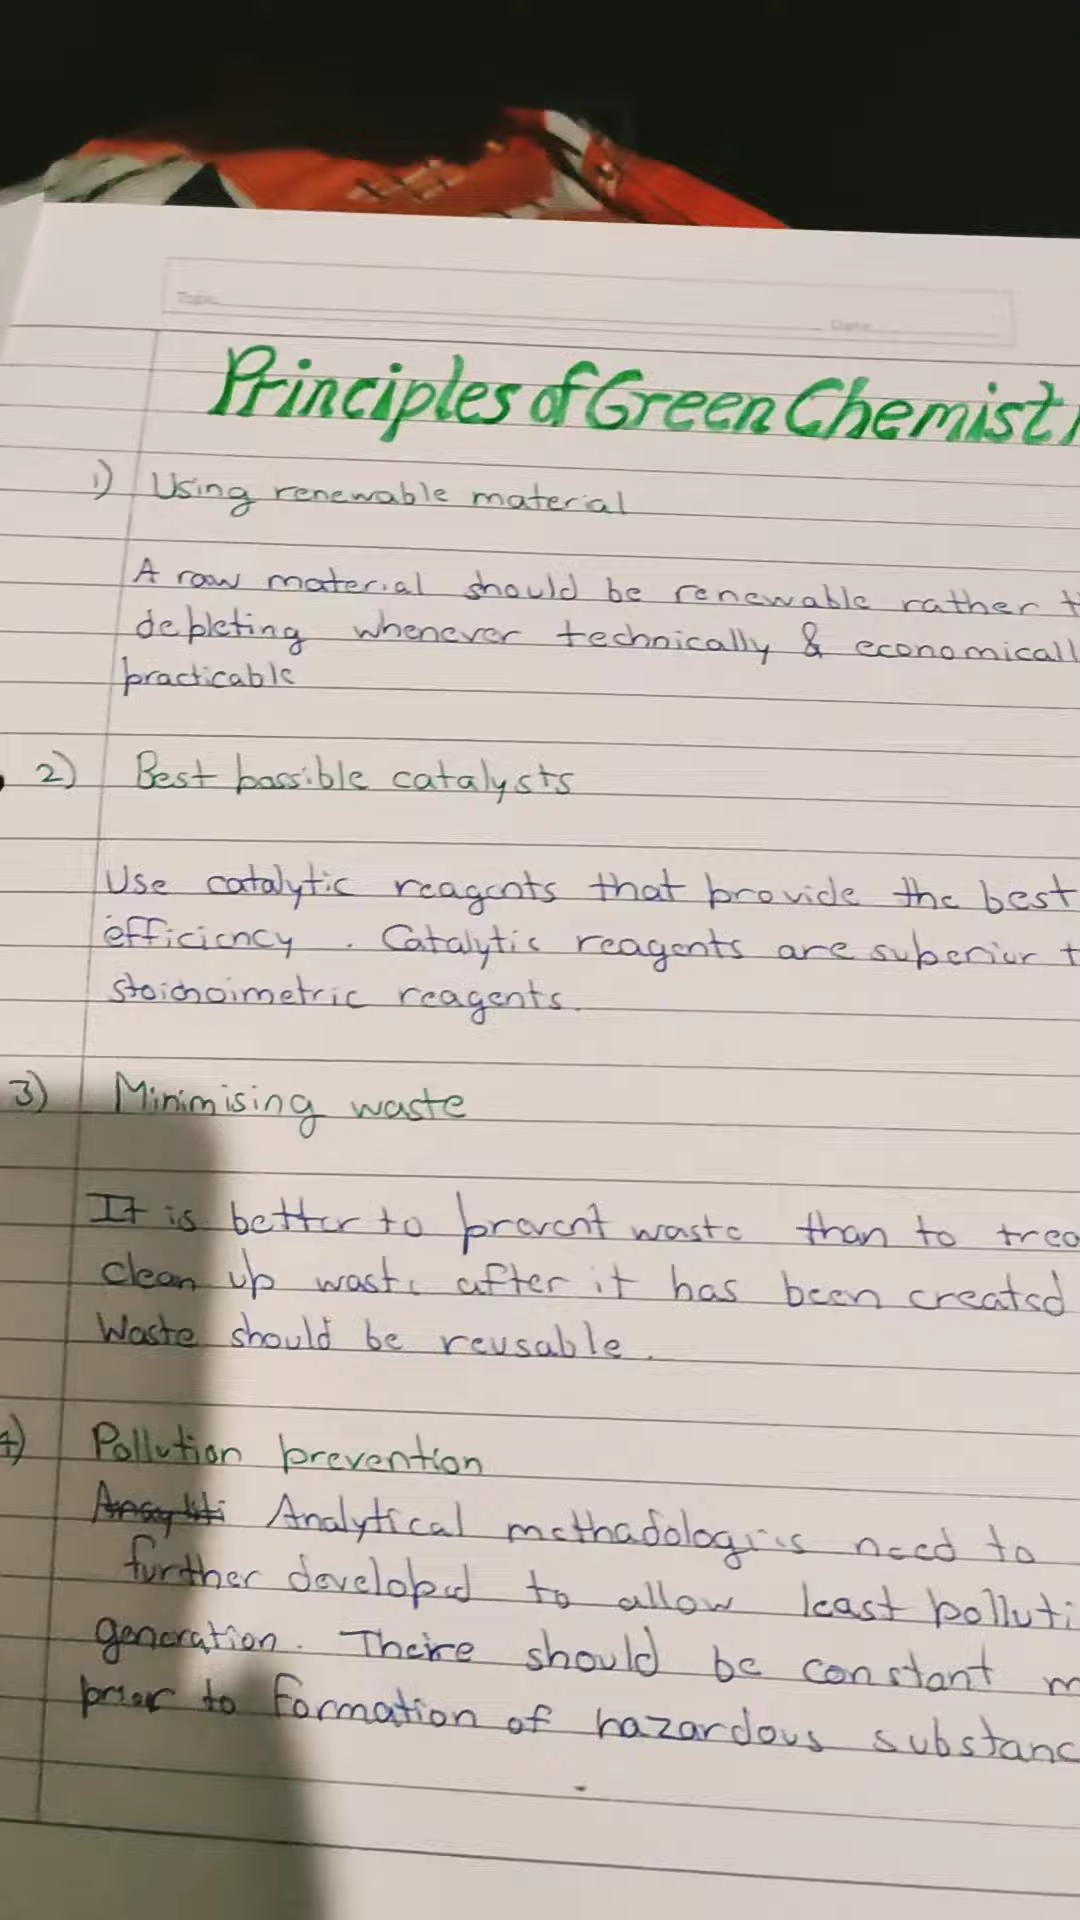 Topic
Date
Principles of Green Chemist
1) Using renewable material
A raw material should be renewable rather
depleting whenever technically & economicall
practicable
2) Best possible catalysts
Use catalytic reagents that provide the best
efficiency . Catalytic reagents are superior t
stoichoimetric reagents.
3) Minimising waste
It is better to prevent waste than to trea
clean up waste after it has been created
Waste should be reusable.
4) Pollution prevention
Analytical methadologies need to
further developed to allow least polluti
generation. There should be constant m
prior to formation of hazardous substanc